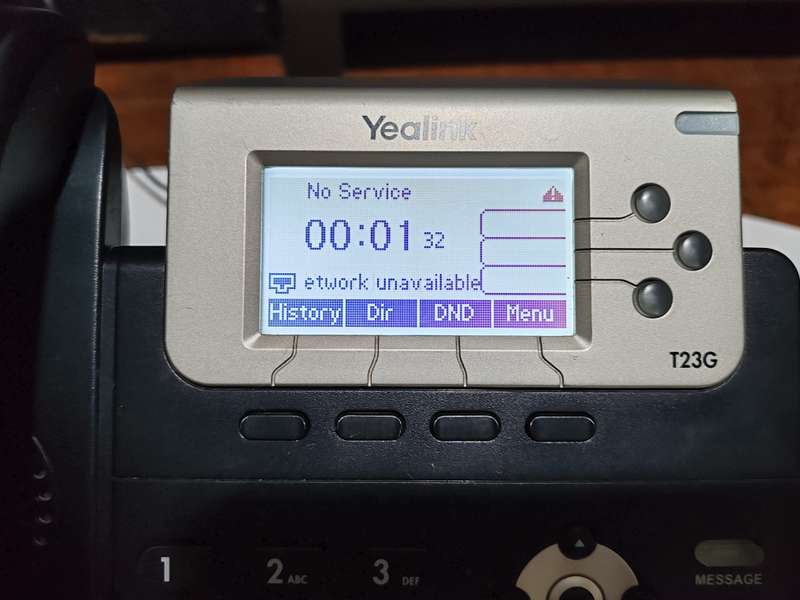 Yealink
No Service
00:01 32
etwork unavailable
History Dir DND Menu
T23G
1 2 ABC 3 DEF
MESSAGE